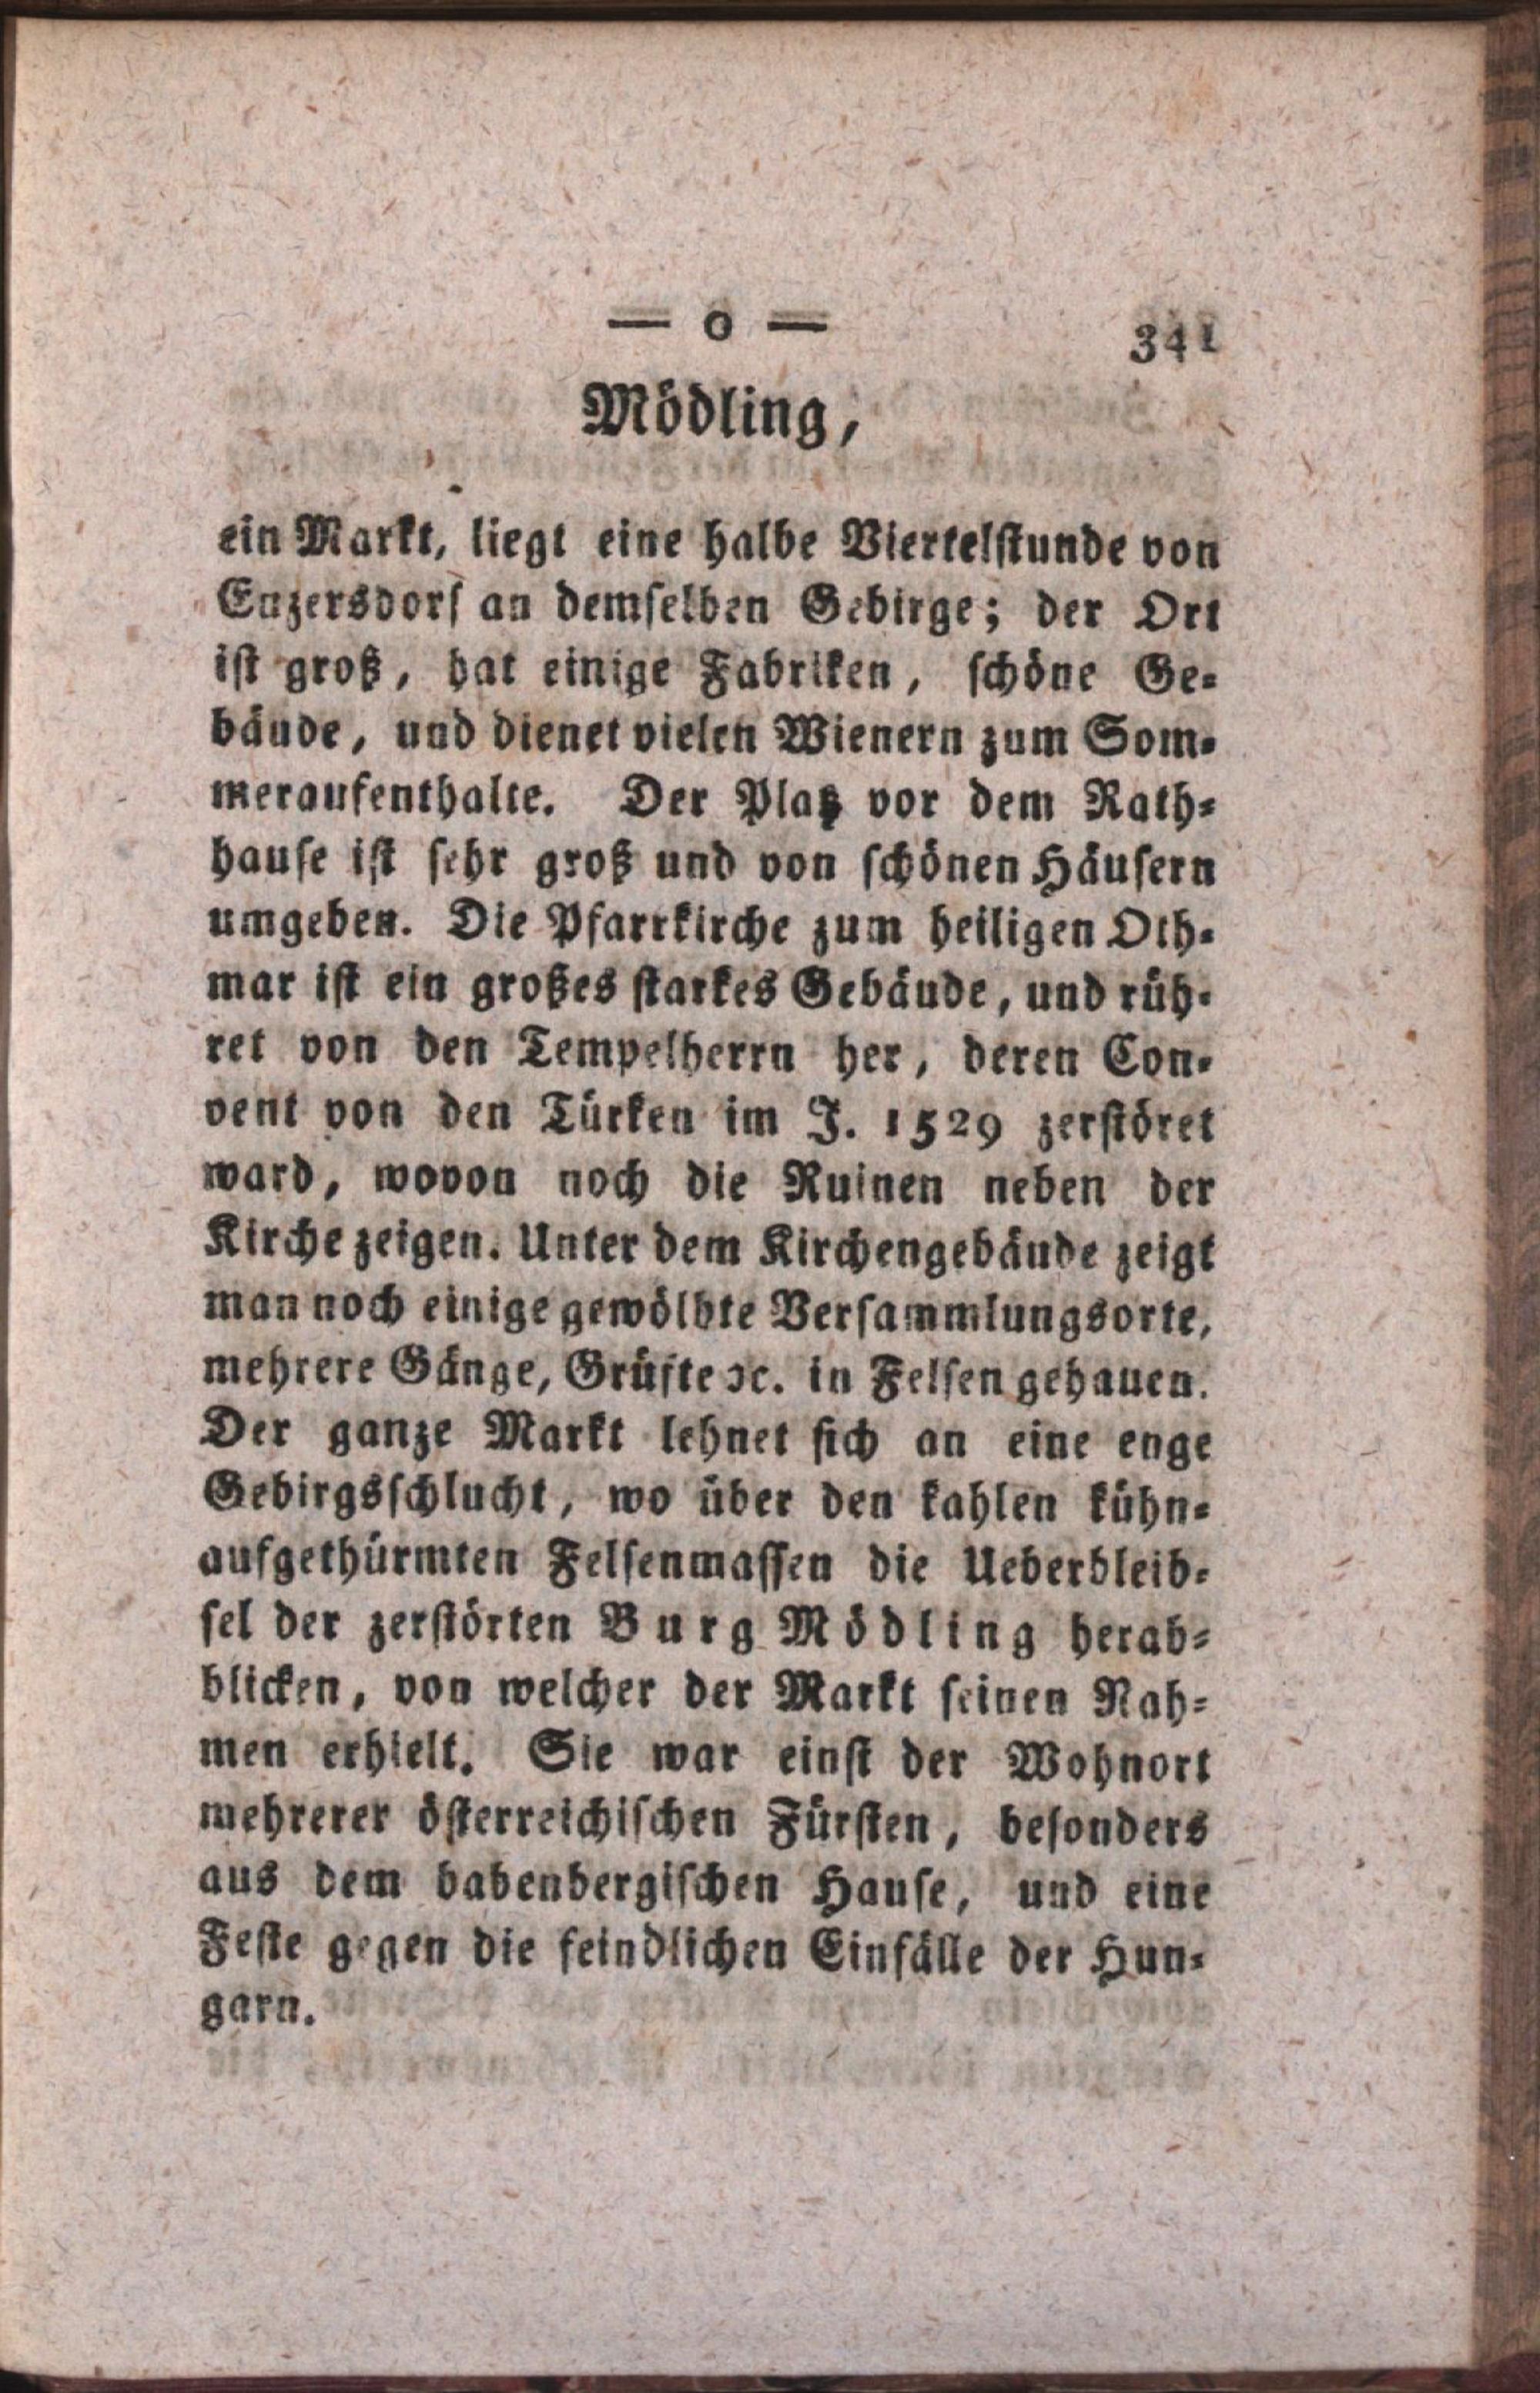 — o — 341
Mödling,
ein Markt, liegt eine halbe Viertelstunde von
Enzersdorf an demselben Gebirge; der Ort
ist groß, hat einige Fabriken, schöne Ge-
bäude, und dienet vielen Wienern zum Som-
meraufenthalte. Der Platz vor dem Rath-
hause ist sehr groß und von schönen Häusern
umgeben. Die Pfarrkirche zum heiligen Oth-
mar ist ein großes starkes Gebäude, und rüh-
ret von den Tempelherrn her, deren Con-
vent von den Türken im J. 1529 zerstöret
ward, wovon noch die Ruinen neben der
Kirche zeigen. Unter dem Kirchengebäude zeigt
man noch einige gewölbte Versammlungsorte,
mehrere Gänge, Grüfte ꝛc. in Felsen gehauen.
Der ganze Markt lehnet sich an eine enge
Gebirgsschlucht, wo über den kahlen kühn-
aufgethürmten Felsenmassen die Ueberbleib-
sel der zerstörten Burg Mödling herab-
blicken, von welcher der Markt seinen Nah-
men erhielt. Sie war einst der Wohnort
mehrerer österreichischen Fürsten, besonders
aus dem babenbergischen Hause, und eine
Feste gegen die feindlichen Einfälle der Hun-
garn.